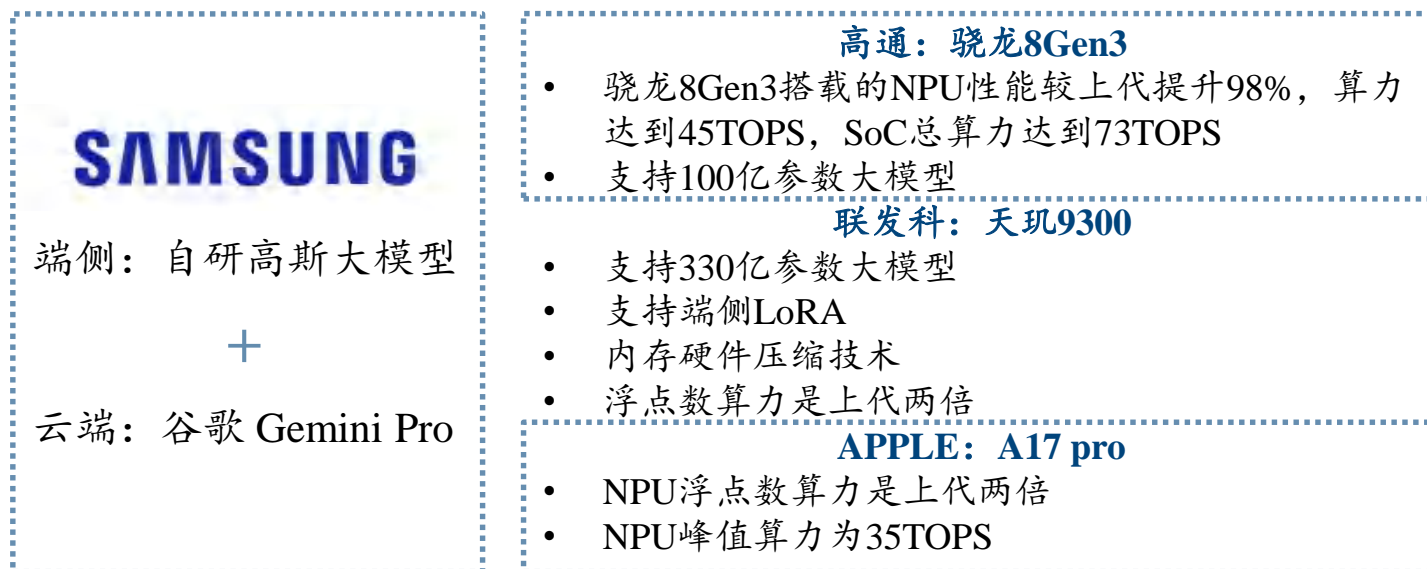 SAMSUNG
端侧：自研高斯大模型
+
云端：谷歌 Gemini Pro
高通：骁龙8Gen3
• 骁龙8Gen3搭载的NPU性能较上代提升98%，算力
达到45TOPS，SoC总算力达到73TOPS
• 支持100亿参数大模型
联发科：天玑9300
• 支持330亿参数大模型
• 支持端侧LoRA
• 内存硬件压缩技术
• 浮点数算力是上代两倍
APPLE：A17 pro
• NPU浮点数算力是上代两倍
• NPU峰值算力为35TOPS